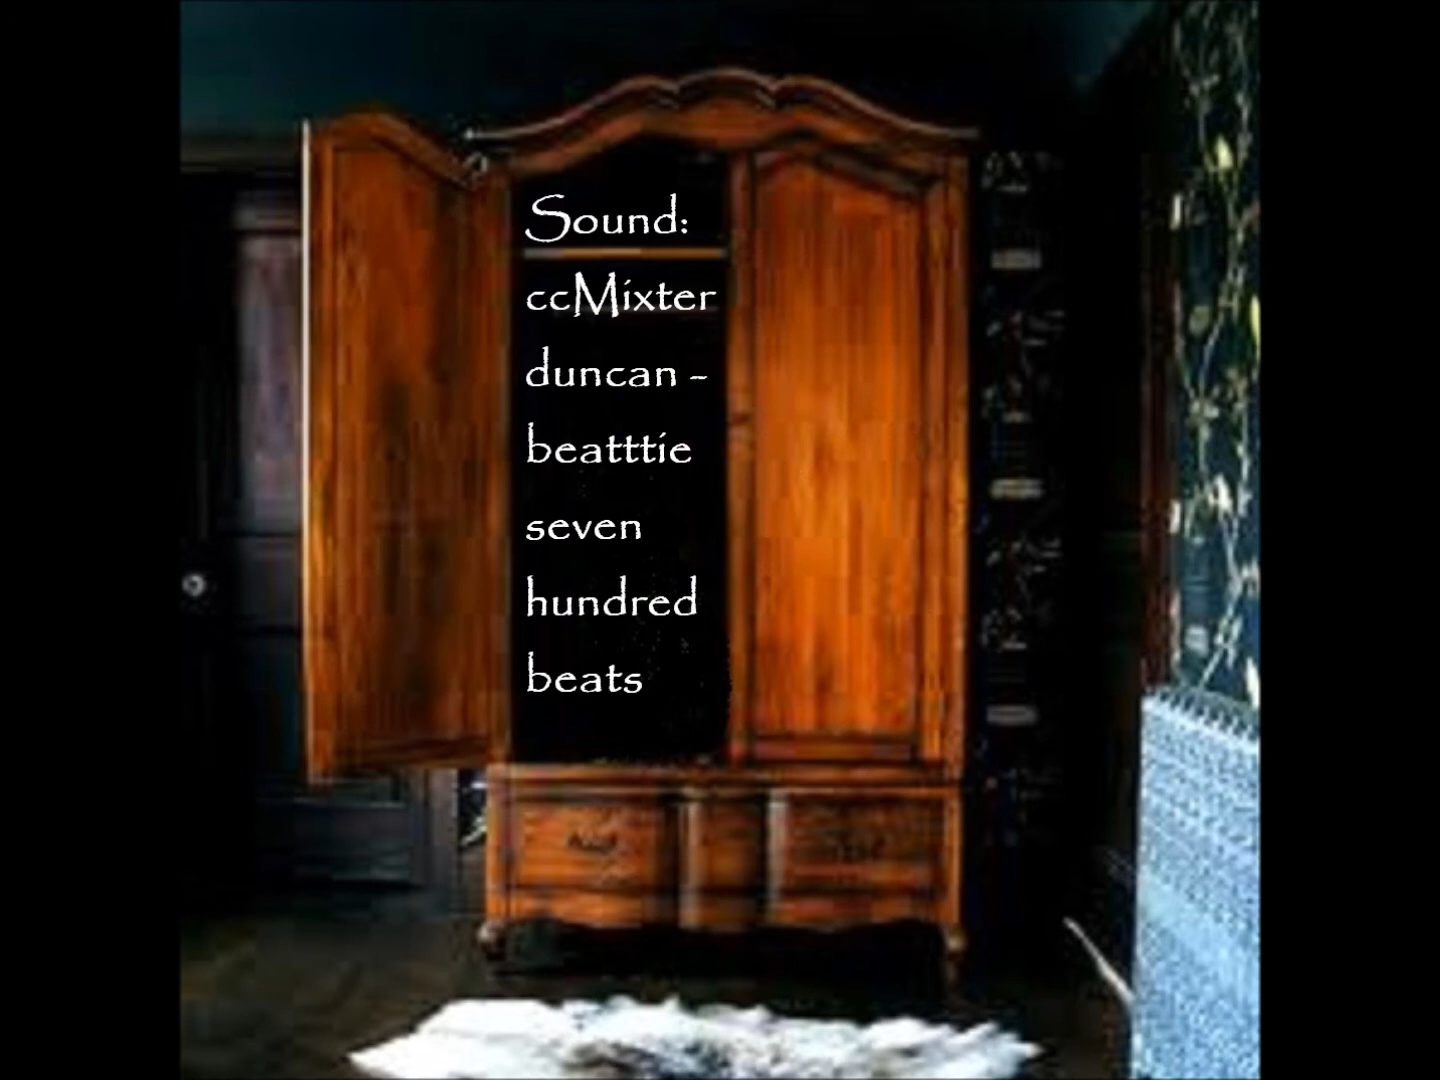 Sound:
ccMixter
duncan -
beatttie
seven
hundred
beats